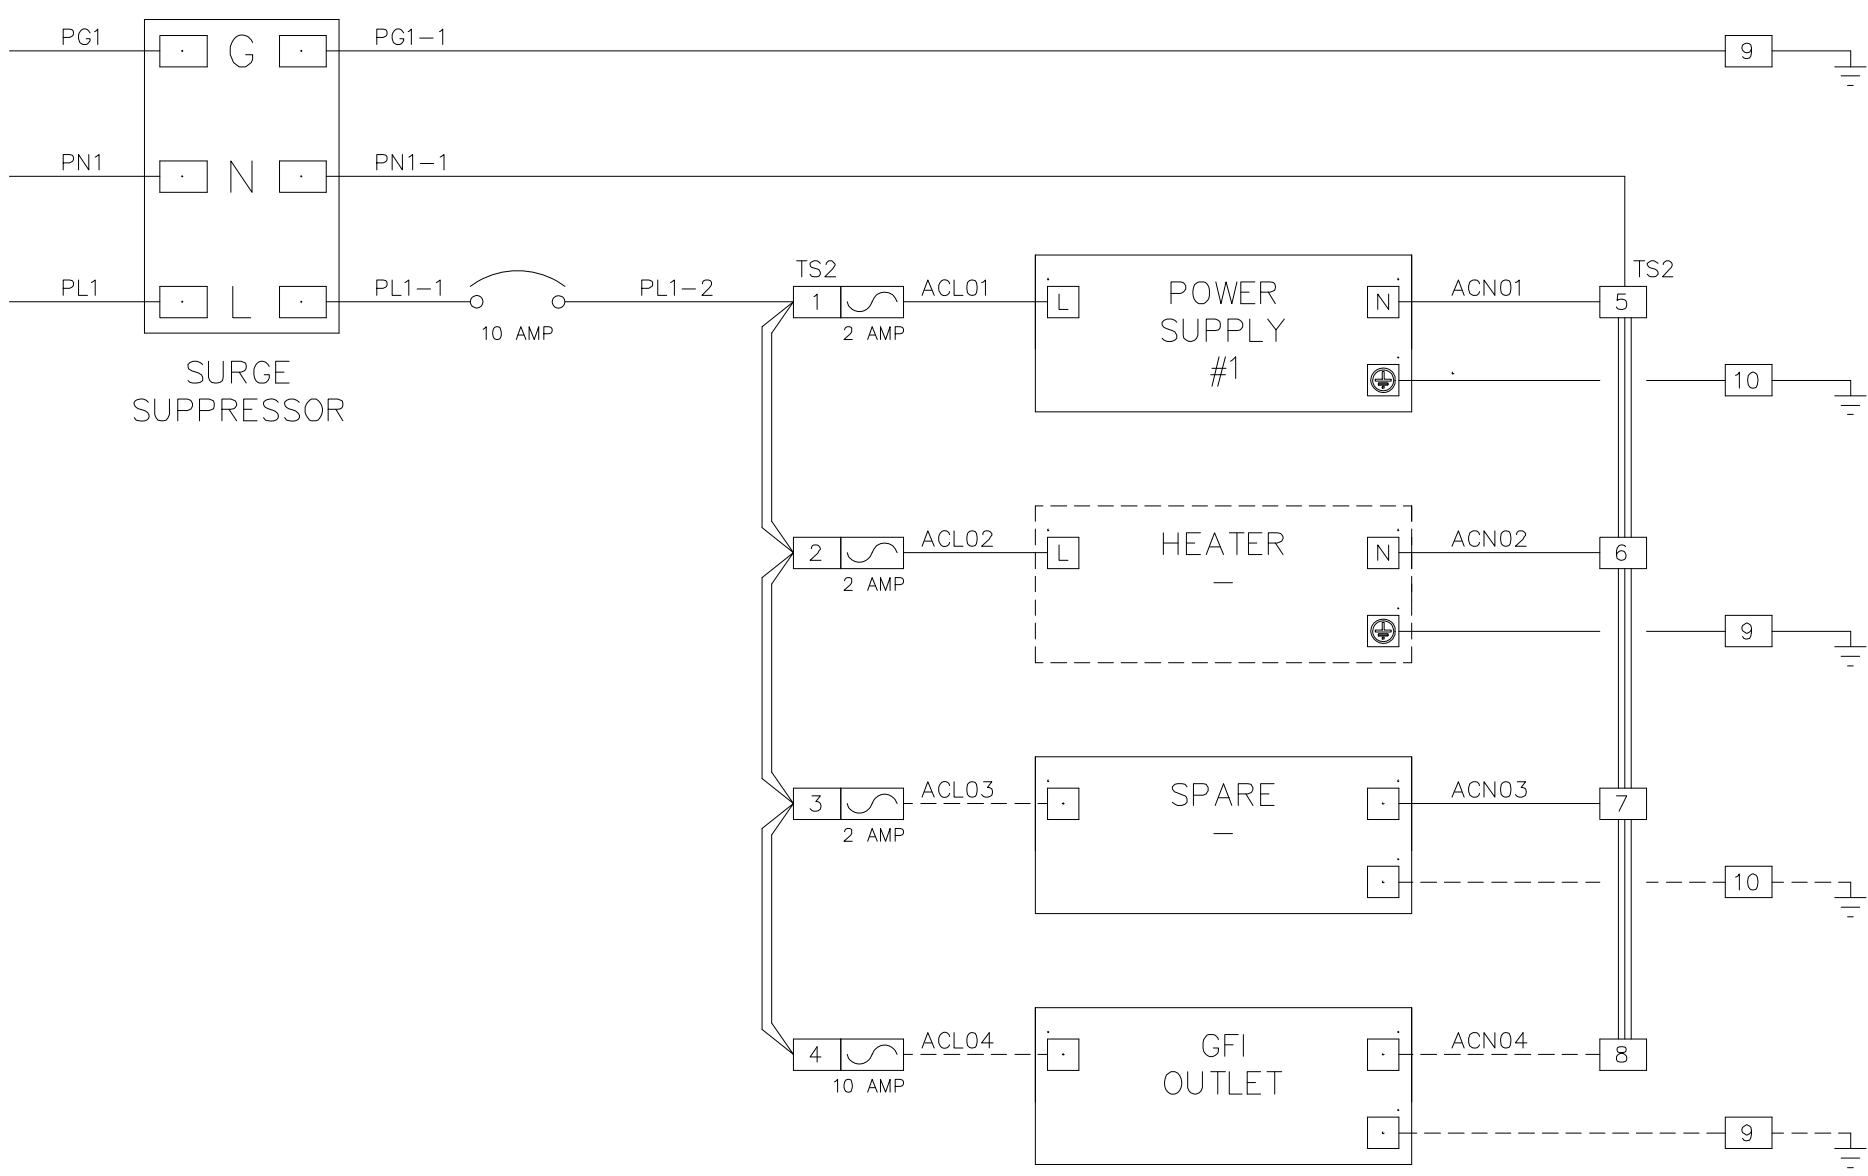 PG1
G
PG1-1
9
PN1
N
PN1-1
PL1
L
PL1-1
10 AMP
PL1-2
SURGE
SUPPRESSOR
TS2
1
2 AMP
ACL01
L
POWER
SUPPLY
#1
N
ACN01
TS2
5
10
2
2 AMP
ACL02
L
HEATER
-
N
ACN02
6
9
3
2 AMP
ACL03
SPARE
-
ACN03
7
10
4
10 AMP
ACL04
GFI
OUTLET
ACN04
8
9